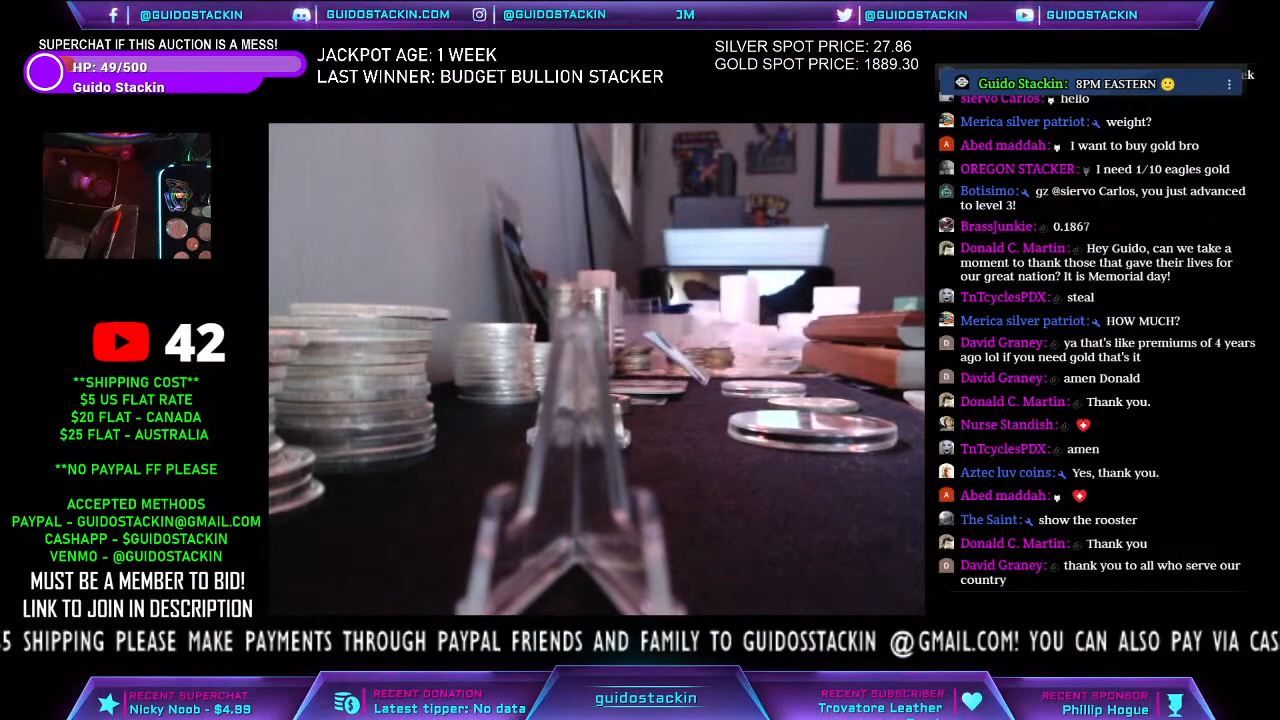 @GUIDOSTACKIN
GUIDOSTACKIN.COM
@GUIDOSTACKIN
JM
@GUIDOSTACKIN
GUIDOSTACKIN
SUPERCHAT IF THIS AUCTION IS A MESS!
HP: 49/500
Guido Stackin
JACKPOT AGE: 1 WEEK
LAST WINNER: BUDGET BULLION STACKER
SILVER SPOT PRICE: 27.86
GOLD SPOT PRICE: 1889.30
42
**SHIPPING COST**
$5 US FLAT RATE
$20 FLAT - CANADA
$25 FLAT - AUSTRALIA
**NO PAYPAL FF PLEASE
ACCEPTED METHODS
PAYPAL - GUIDOSTACKIN@GMAIL.COM
CASHAPP - $GUIDOSTACKIN
VENMO - @GUIDOSTACKIN
MUST BE A MEMBER TO BID!
LINK TO JOIN IN DESCRIPTION
Guido Stackin: 8PM EASTERN 🙂
siervo Carlos: hello
Merica silver patriot: weight?
Abed maddah: I want to buy gold bro
OREGON STACKER: I need 1/10 eagles gold
Botisimo: gz @siervo Carlos, you just advanced
to level 3!
BrassJunkie: 0.1867
Donald C. Martin: Hey Guido, can we take a
moment to thank those that gave their lives for
our great nation? It is Memorial day!
TnTcyclesPDX: steal
Merica silver patriot: HOW MUCH?
David Graney: ya that's like premiums of 4 years
ago lol if you need gold that's it
David Graney: amen Donald
Donald C. Martin: Thank you.
Nurse Standish:
TnTcyclesPDX: amen
Aztec luv coins: Yes, thank you.
Abed maddah:
The Saint: show the rooster
Donald C. Martin: Thank you
David Graney: thank you to all who serve our
country
5 SHIPPING PLEASE MAKE PAYMENTS THROUGH PAYPAL FRIENDS AND FAMILY TO GUIDOSSTACKIN @GMAIL.COM! YOU CAN ALSO PAY VIA CAS
RECENT SUPERCHAT
Nicky Noob - $4.99
RECENT DONATION
Latest tipper: No data
guidostackin
RECENT SUBSCRIBER
Trovatore Leather
RECENT SPONSOR
Phillip Hogue